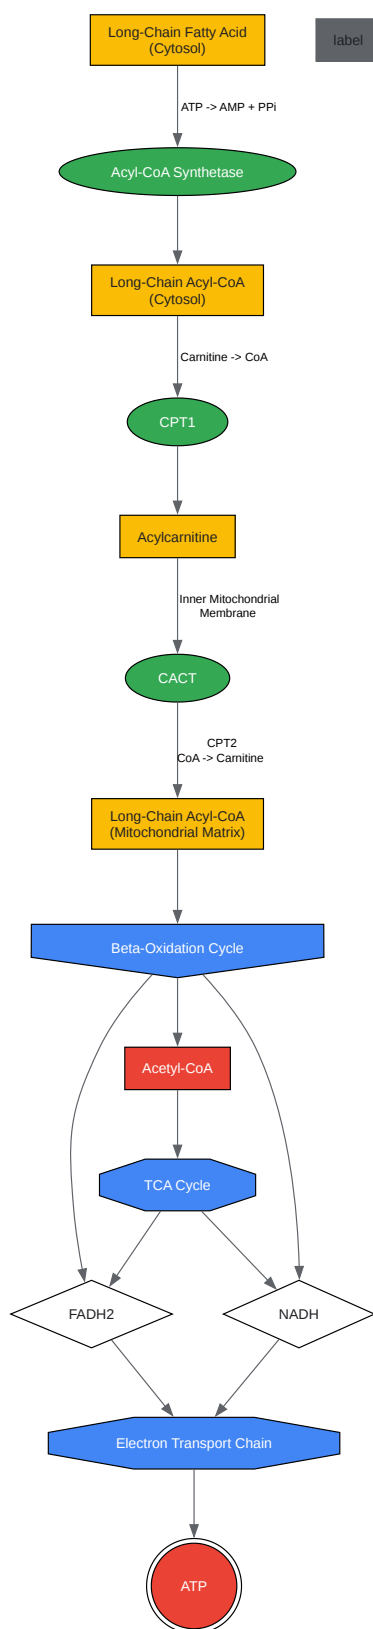 Long-Chain Fatty Acid
(Cytosol)
label
ATP -> AMP + PPi
Acyl-CoA Synthetase
Long-Chain Acyl-CoA
(Cytosol)
Carnitine -> CoA
CPT1
Acylcarnitine
Inner Mitochondrial
Membrane
CACT
CPT2
CoA -> Carnitine
Long-Chain Acyl-CoA
(Mitochondrial Matrix)
Beta-Oxidation Cycle
Acetyl-CoA
TCA Cycle
FADH2
NADH
Electron Transport Chain
ATP